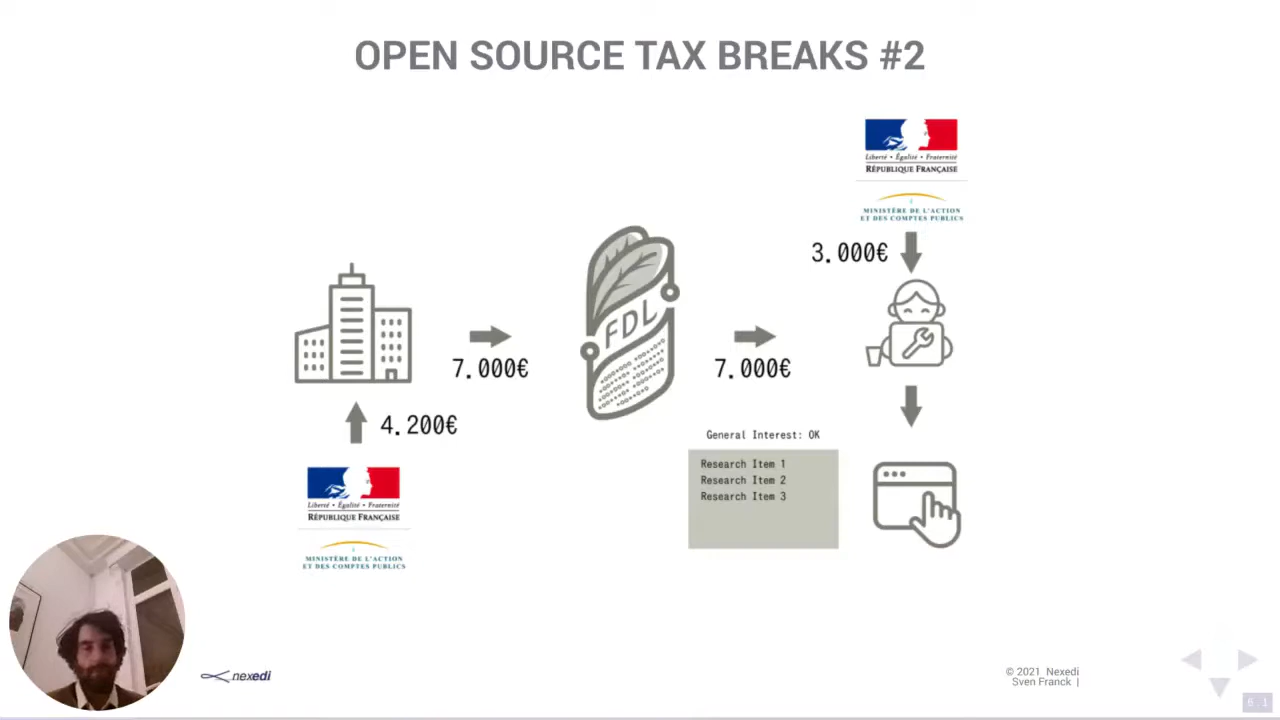 OPEN SOURCE TAX BREAKS #2
Liberté • Égalité • Fraternité
RÉPUBLIQUE FRANÇAISE
MINISTÈRE DE L'ACTION
ET DES COMPTES PUBLICS
3.000€
FDL
7.000€
7.000€
4.200€
General Interest: OK
Research Item 1
Research Item 2
Research Item 3
Liberté • Égalité • Fraternité
RÉPUBLIQUE FRANÇAISE
MINISTÈRE DE L'ACTION
ET DES COMPTES PUBLICS
nexedi
© 2021 Nexedi
Sven Franck |
6.1